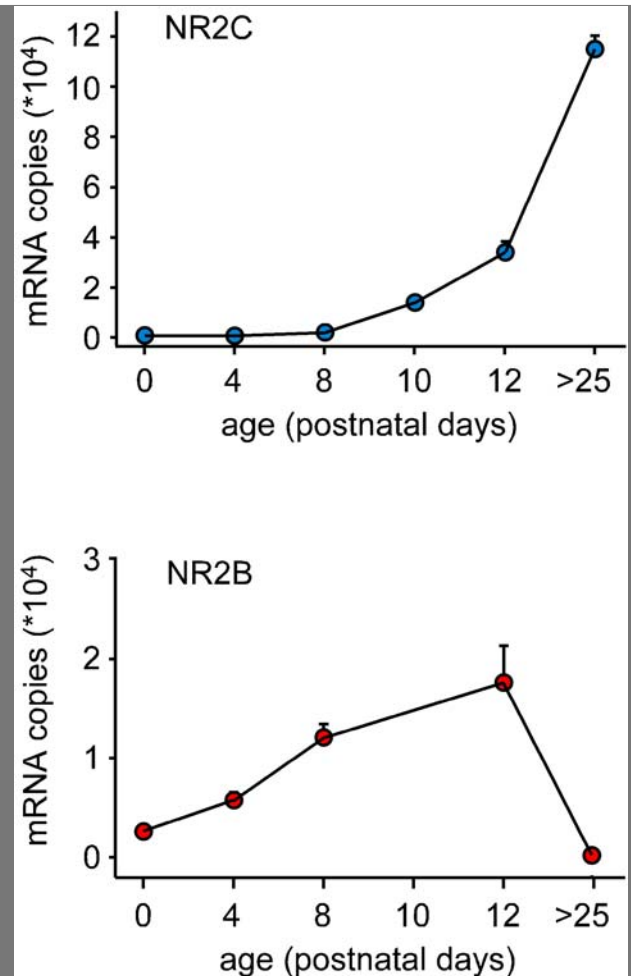 NR2C
mRNA copies (*10⁴)
12
10
8
6
4
2
0
0 4 8 10 12 >25
age (postnatal days)
NR2B
mRNA copies (*10⁴)
3
2
1
0
0 4 8 10 12 >25
age (postnatal days)